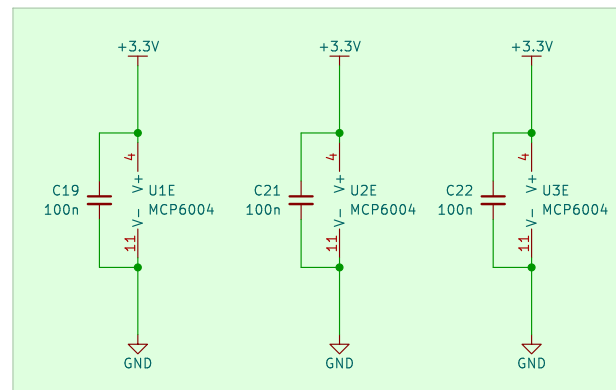 +3.3V +3.3V +3.3V
4 4 4
C19 V+ U1E C21 V+ U2E C22 V+ U3E
100n V- MCP6004 100n V- MCP6004 100n V- MCP6004
11 11 11
GND GND GND